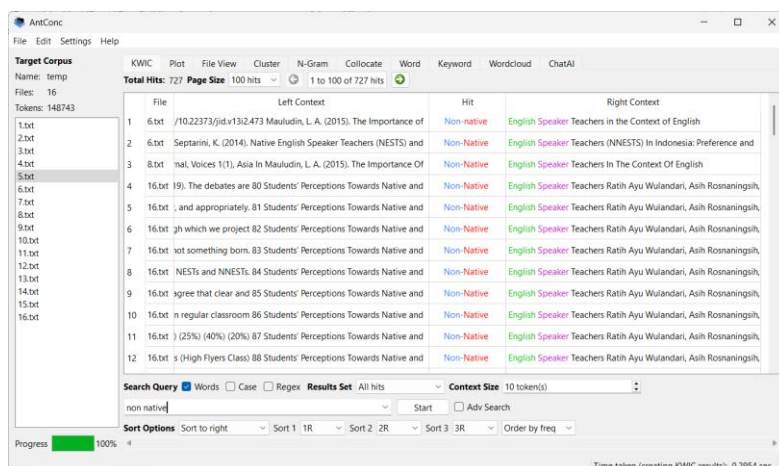 AntConc
File Edit Settings Help
Target Corpus
Name: temp
Files: 16
Tokens: 148743
1.txt
2.txt
3.txt
4.txt
5.txt
6.txt
7.txt
8.txt
9.txt
10.txt
11.txt
12.txt
13.txt
14.txt
15.txt
16.txt
Progress 100%
KWIC Plot File View Cluster N-Gram Collocate Word Keyword Wordcloud ChatAI
Total Hits: 727 Page Size 100 hits 1 to 100 of 727 hits
File Left Context Hit Right Context
1 6.txt /10.22373/jid.v13i2.473 Mauludin, L. A. (2015). The Importance of Non-native English Speaker Teachers in the Context of English
2 6.txt Septarini, K. (2014). Native English Speaker Teachers (NESTS) and Non-Native English Speaker Teachers (NNESTS) In Indonesia: Preference and
3 8.txt nal, Voices 1(1), Asia In Mauludin, L. A. (2015). The Importance Of Non-Native English Speaker Teachers In The Context Of English
4 16.txt 19). The debates are 80 Students' Perceptions Towards Native and Non-Native English Speaker Teachers Ratih Ayu Wulandari, Asih Rosnaningsih,
5 16.txt , and appropriately. 81 Students' Perceptions Towards Native and Non-Native English Speaker Teachers Ratih Ayu Wulandari, Asih Rosnaningsih,
6 16.txt gh which we project 82 Students' Perceptions Towards Native and Non-Native English Speaker Teachers Ratih Ayu Wulandari, Asih Rosnaningsih,
7 16.txt not something born. 83 Students' Perceptions Towards Native and Non-Native English Speaker Teachers Ratih Ayu Wulandari, Asih Rosnaningsih,
8 16.txt NESTs and NNESTs. 84 Students' Perceptions Towards Native and Non-Native English Speaker Teachers Ratih Ayu Wulandari, Asih Rosnaningsih,
9 16.txt agree that clear and 85 Students' Perceptions Towards Native and Non-Native English Speaker Teachers Ratih Ayu Wulandari, Asih Rosnaningsih,
10 16.txt n regular classroom 86 Students' Perceptions Towards Native and Non-Native English Speaker Teachers Ratih Ayu Wulandari, Asih Rosnaningsih,
11 16.txt ) (25%) (40%) (20%) 87 Students' Perceptions Towards Native and Non-Native English Speaker Teachers Ratih Ayu Wulandari, Asih Rosnaningsih,
12 16.txt s (High Flyers Class) 88 Students' Perceptions Towards Native and Non-Native English Speaker Teachers Ratih Ayu Wulandari, Asih Rosnaningsih,
Search Query Words Case Regex Results Set All hits Context Size 10 token(s)
non native Start Adv Search
Sort Options Sort to right Sort 1 1R Sort 2 2R Sort 3 3R Order by freq
Time taken (creating KWIC results): 0.2954 sec